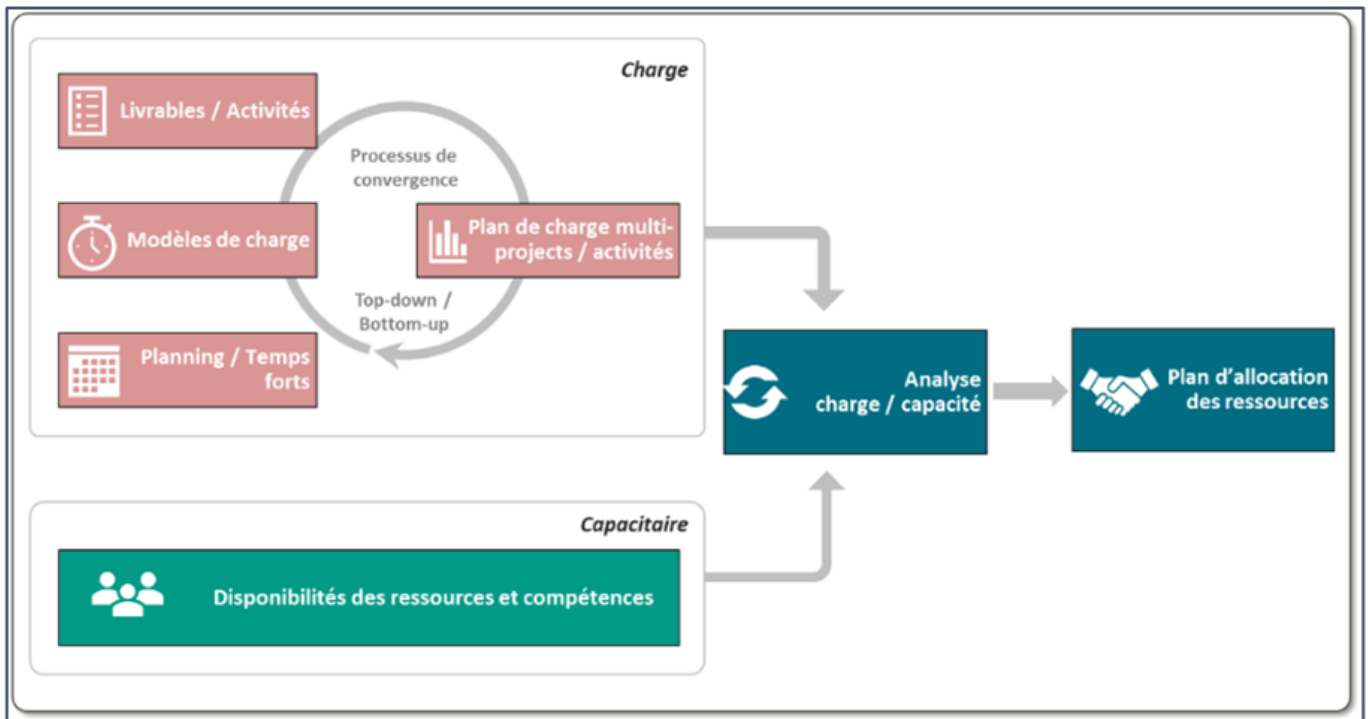 Charge
Livrables / Activités
Processus de
convergence
Modèles de charge
Plan de charge multi-
projects / activités
Top-down /
Bottom-up
Planning / Temps
forts
Analyse
charge / capacité
Plan d'allocation
des ressources
Capacitaire
Disponibilités des ressources et compétences